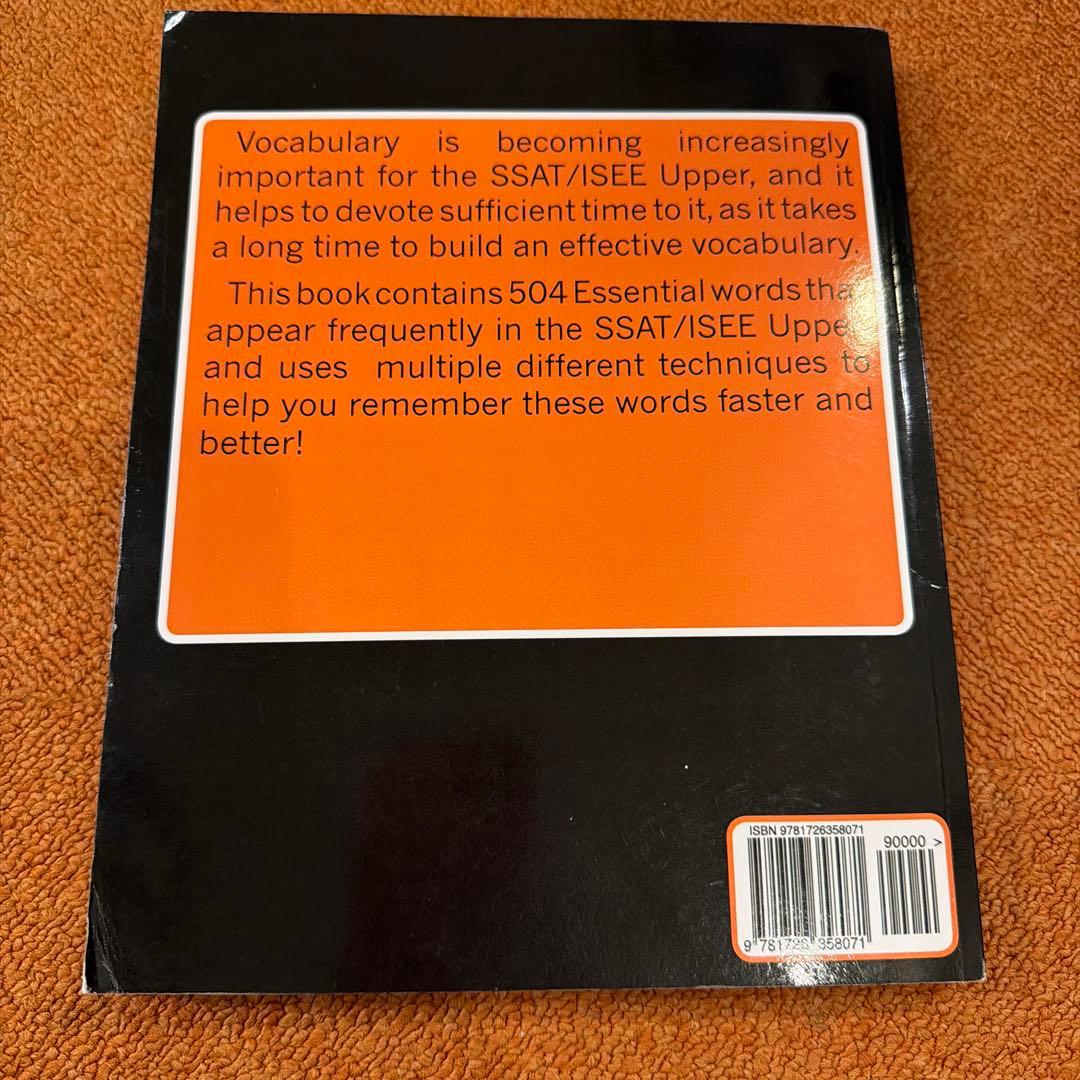 Vocabulary is becoming increasingly
important for the SSAT/ISEE Upper, and it
helps to devote sufficient time to it, as it takes
a long time to build an effective vocabulary.
This book contains 504 Essential words tha
appear frequently in the SSAT/ISEE Uppe
and uses multiple different techniques to
help you remember these words faster and
better!
ISBN 9781726358071
90000 >
9 781726 358071